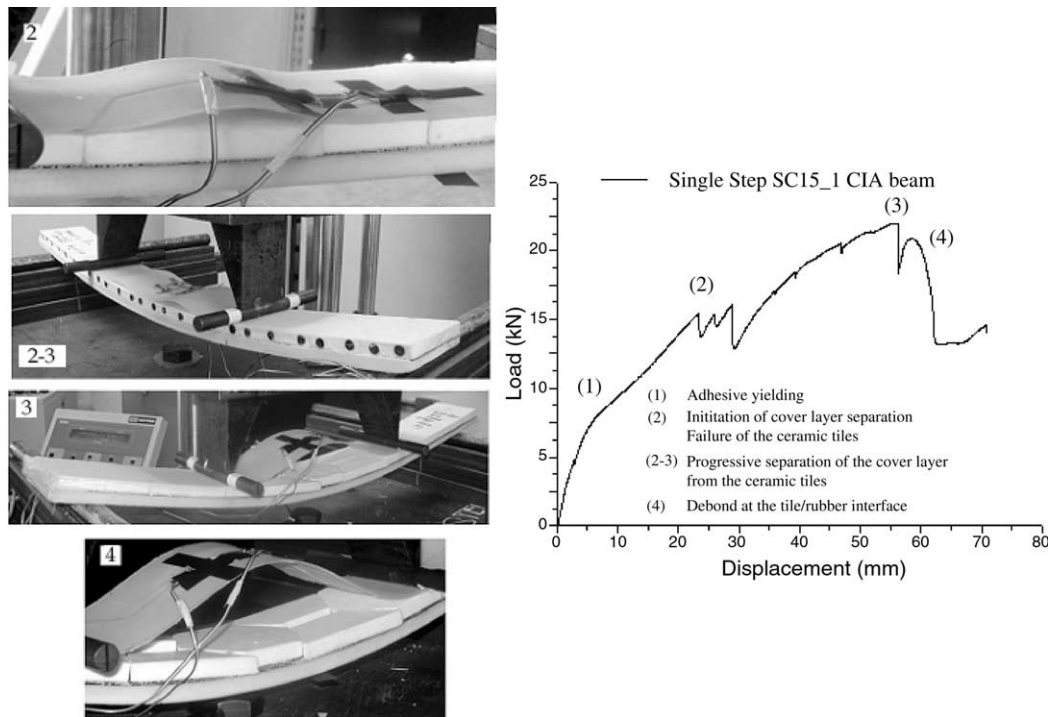 2
2-3
3
4
Single Step SC15_1 CIA beam
25
20
15
10
5
0
Load (kN)
(1)
(2)
(3)
(4)
(1) Adhesive yielding
(2) Inititation of cover layer separation
Failure of the ceramic tiles
(2-3) Progressive separation of the cover layer
from the ceramic tiles
(4) Debond at the tile/rubber interface
0 10 20 30 40 50 60 70 80
Displacement (mm)